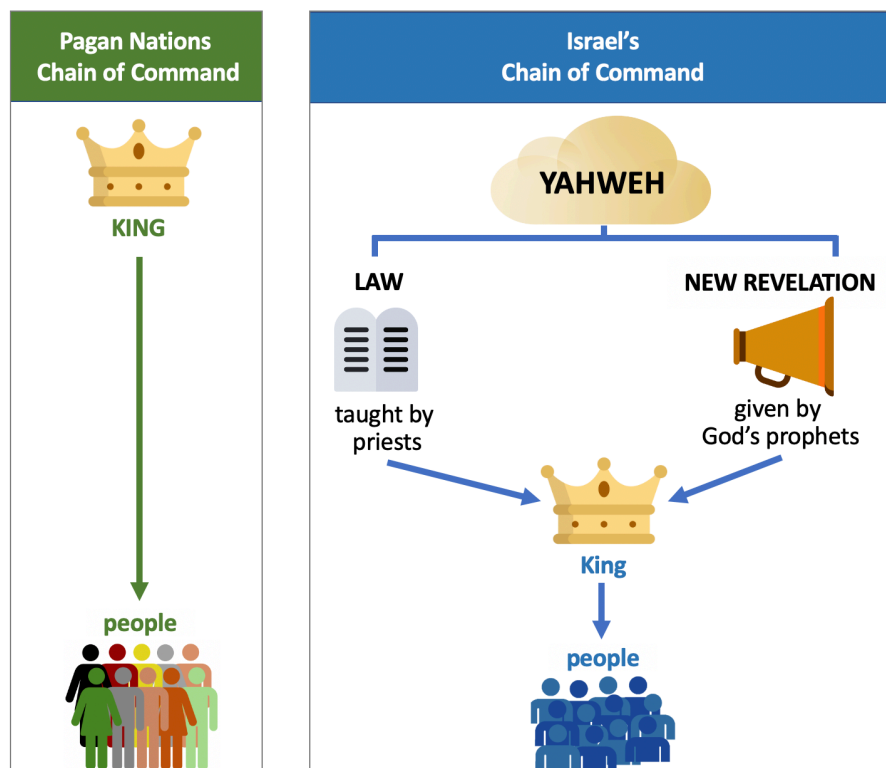 Pagan Nations
Chain of Command
KING
people
Israel’s
Chain of Command
YAHWEH
LAW
taught by
priests
NEW REVELATION
given by
God’s prophets
King
people